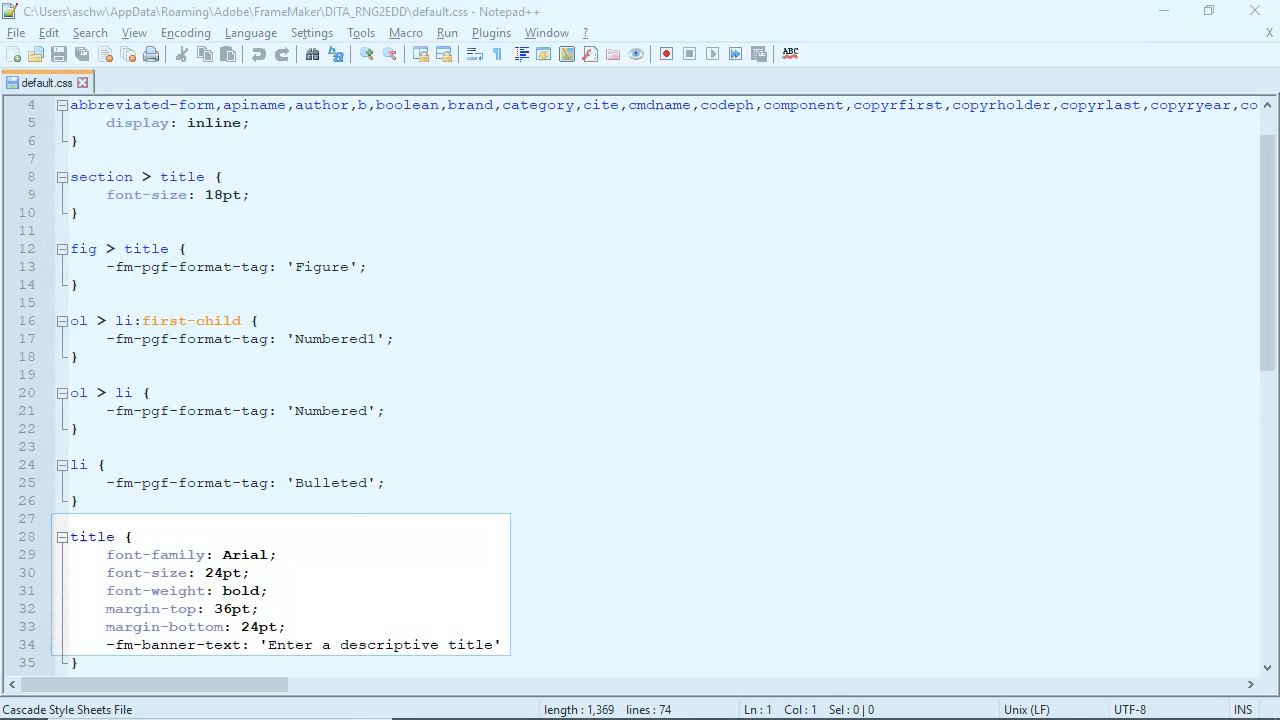 C:\Users\aschw\AppData\Roaming\Adobe\FrameMaker\DITA_RNG2EDD\default.css - Notepad++
File Edit Search View Encoding Language Settings Tools Macro Run Plugins Window ? X
ABC
default.css
4 abbreviated-form,apiname,author,b,boolean,brand,category,cite,cmdname,codeph,component,copyrfirst,copyrholder,copyrlast,copyryear,co
5 display: inline;
6 }
7
8 section > title {
9 font-size: 18pt;
10 }
11
12 fig > title {
13 -fm-pgf-format-tag: 'Figure';
14 }
15
16 ol > li:first-child {
17 -fm-pgf-format-tag: 'Numbered1';
18 }
19
20 ol > li {
21 -fm-pgf-format-tag: 'Numbered';
22 }
23
24 li {
25 -fm-pgf-format-tag: 'Bulleted';
26 }
27
28 title {
29 font-family: Arial;
30 font-size: 24pt;
31 font-weight: bold;
32 margin-top: 36pt;
33 margin-bottom: 24pt;
34 -fm-banner-text: 'Enter a descriptive title'
35 }
Cascade Style Sheets File length : 1,369 lines : 74 Ln : 1 Col : 1 Sel : 0 | 0 Unix (LF) UTF-8 INS